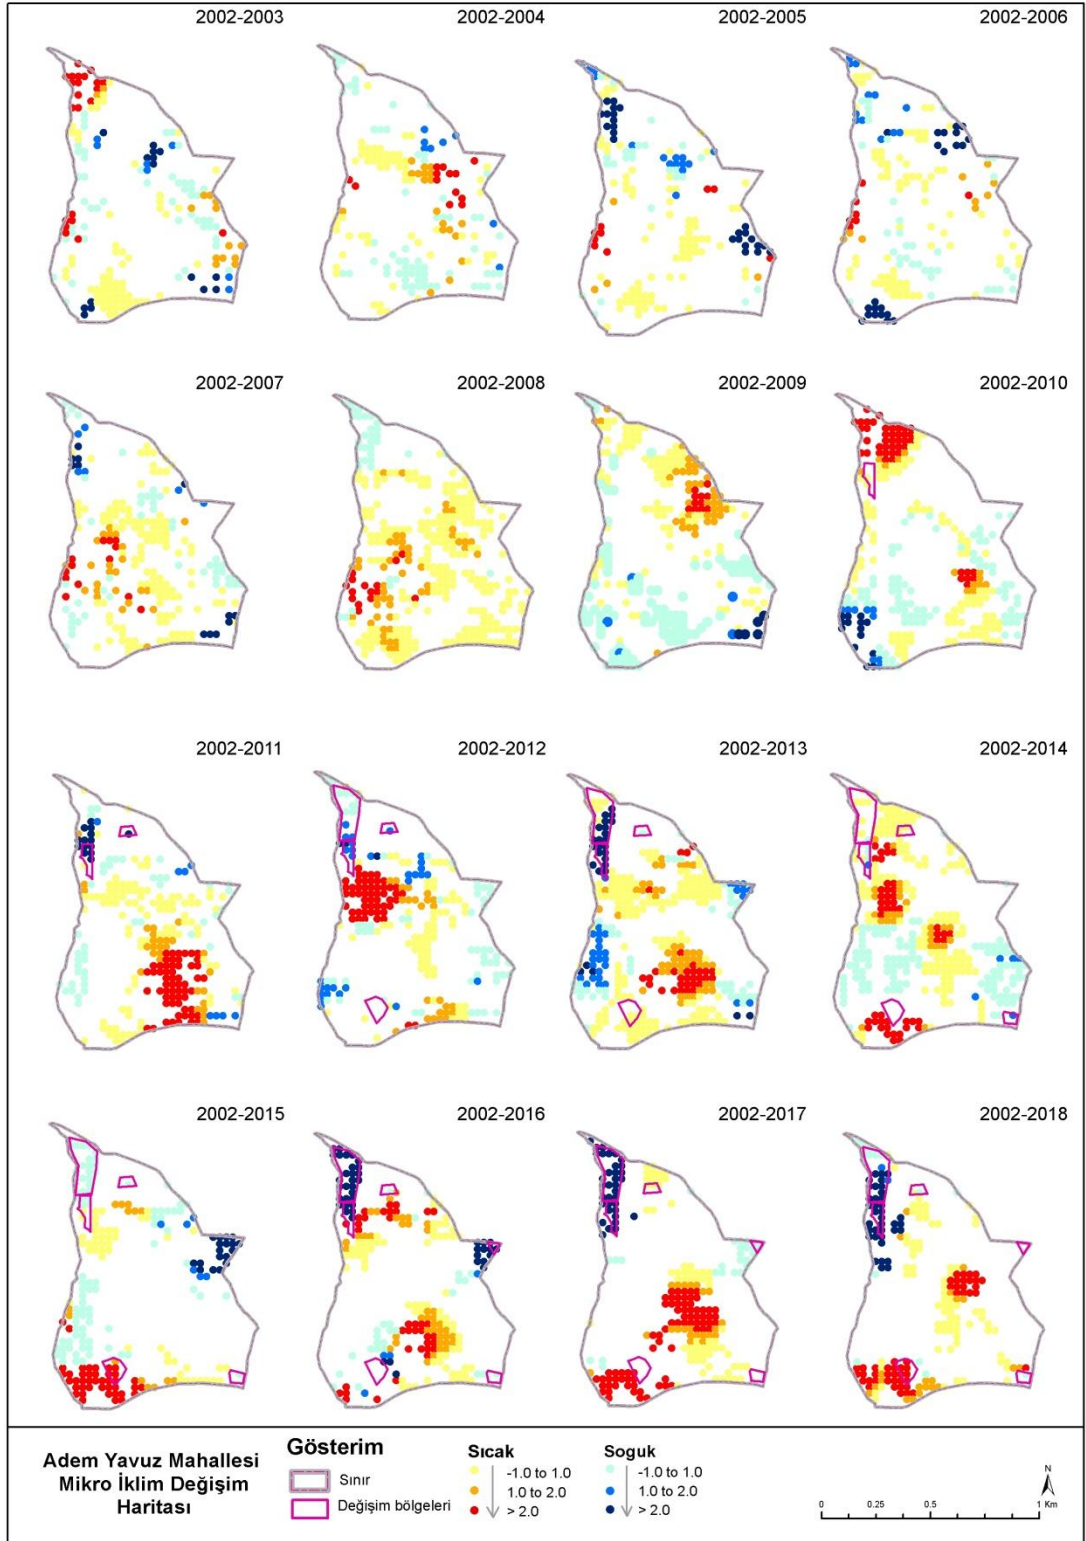 2002-2003
2002-2004
2002-2005
2002-2006
2002-2007
2002-2008
2002-2009
2002-2010
2002-2011
2002-2012
2002-2013
2002-2014
2002-2015
2002-2016
2002-2017
2002-2018
Adem Yavuz Mahallesi
Mikro İklim Değişim
Haritası
Gösterim
Sınır
Değişim bölgeleri
Sıcak
-1.0 to 1.0
1.0 to 2.0
> 2.0
Soguk
-1.0 to 1.0
1.0 to 2.0
> 2.0
N
0 0.25 0.5 1 Km